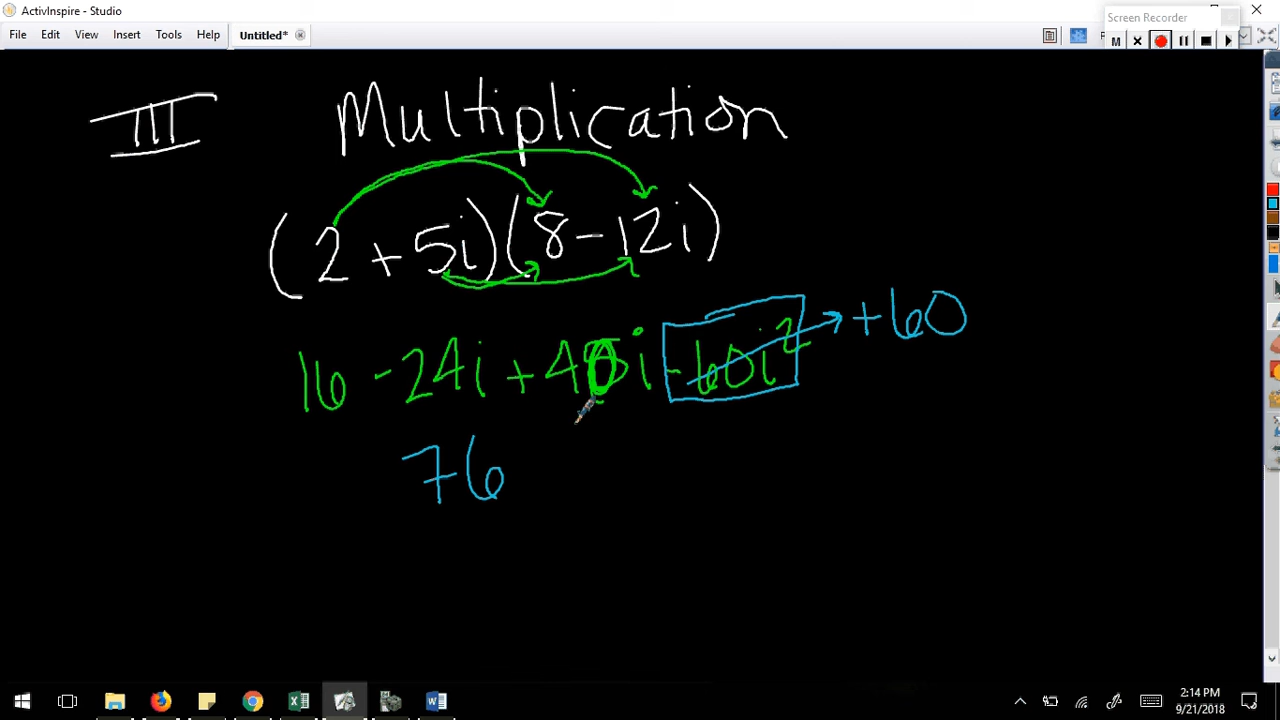 ActivInspire - Studio
Screen Recorder
File Edit View Insert Tools Help Untitled*
M
III Multiplication
(2 + 5i)(8 - 12i)
16 - 24i + 40i - 60i² → +60
76
2:14 PM
9/21/2018